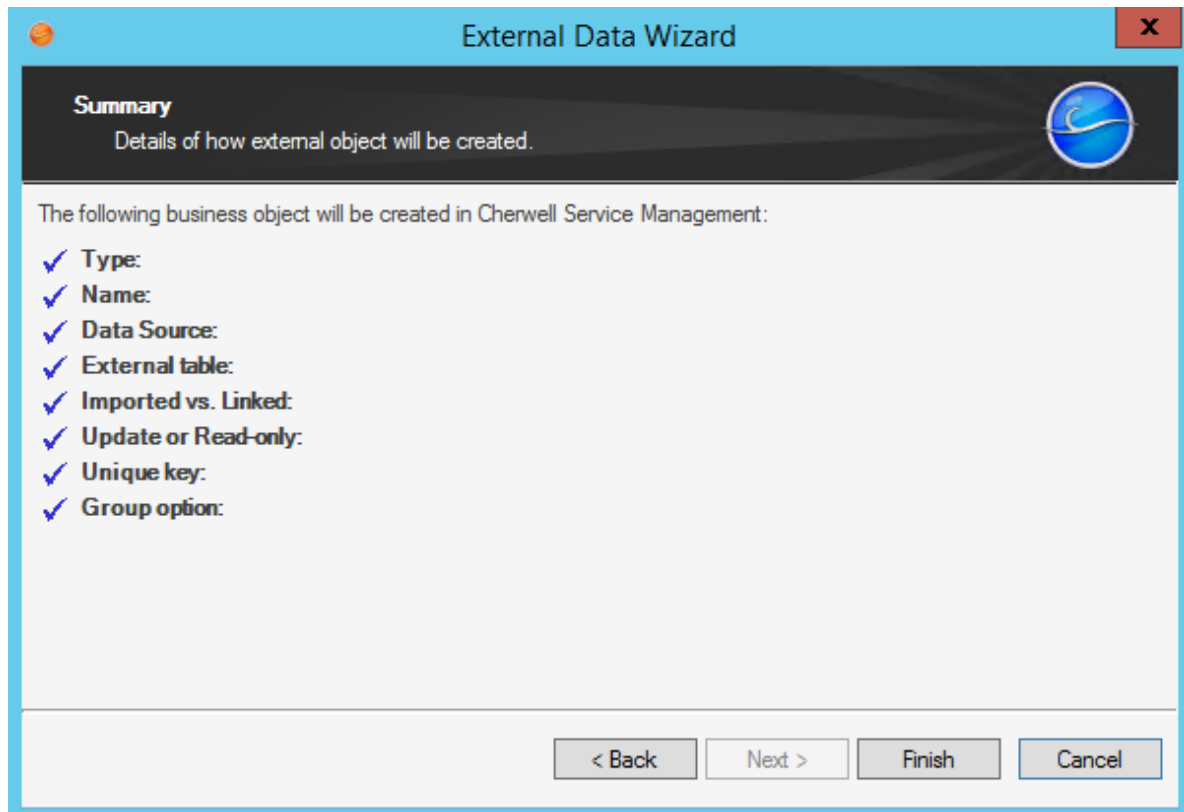 External Data Wizard
x
Summary
Details of how external object will be created.
The following business object will be created in Cherwell Service Management:
Type:
Name:
Data Source:
External table:
Imported vs. Linked:
Update or Read-only:
Unique key:
Group option:
< Back Next > Finish Cancel